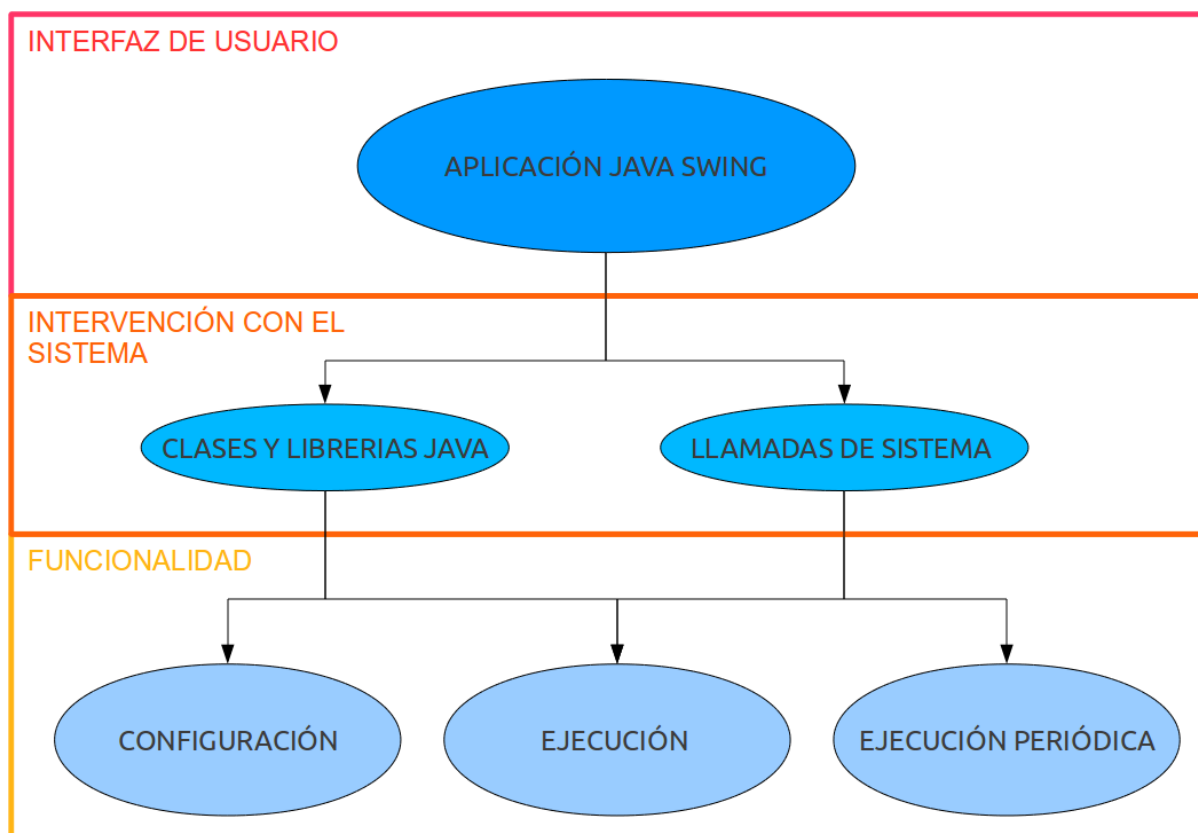 INTERFAZ DE USUARIO
APLICACIÓN JAVA SWING
INTERVENCIÓN CON EL
SISTEMA
CLASES Y LIBRERIAS JAVA
LLAMADAS DE SISTEMA
FUNCIONALIDAD
CONFIGURACIÓN
EJECUCIÓN
EJECUCIÓN PERIÓDICA